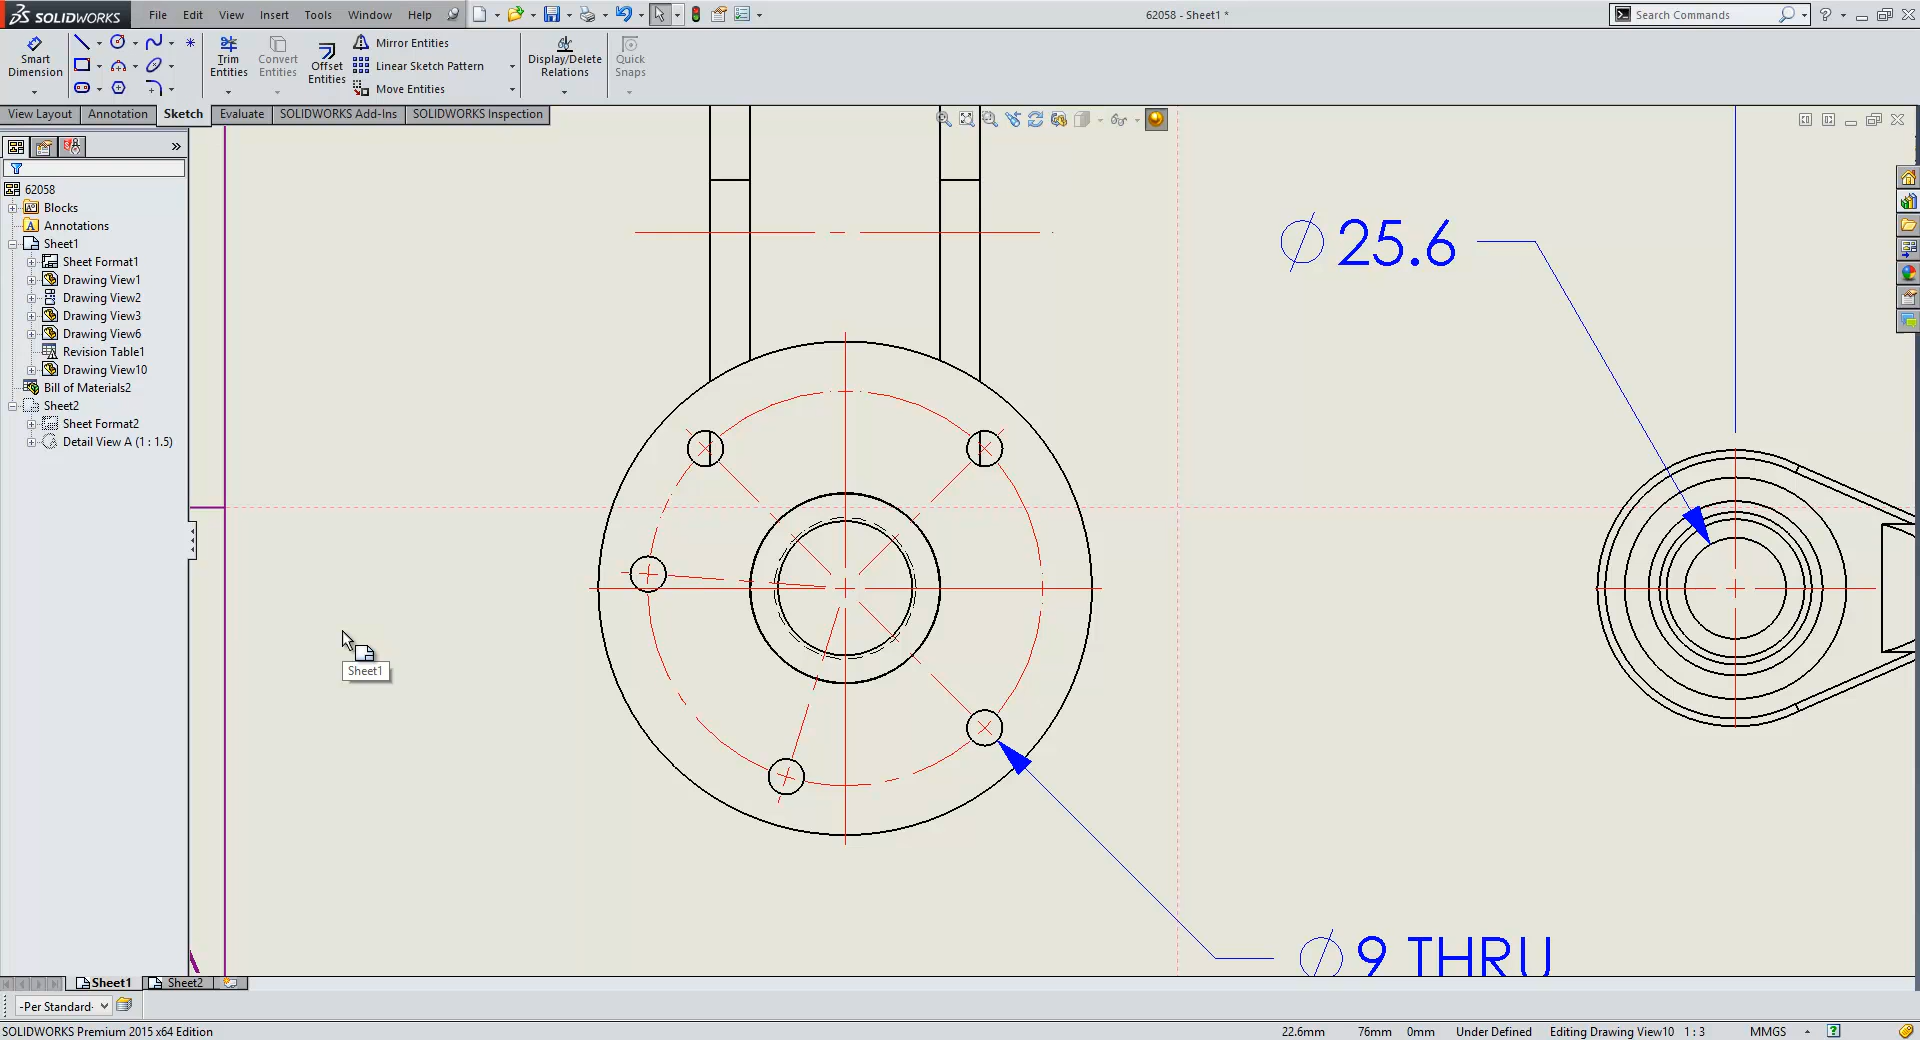 SOLIDWORKS File Edit View Insert Tools Window Help 62058 - Sheet1 * Search Commands
Smart Dimension
Trim Entities
Convert Entities
Offset Entities
Mirror Entities
Linear Sketch Pattern
Move Entities
Display/Delete Relations
Quick Snaps
View Layout Annotation Sketch Evaluate SOLIDWORKS Add-Ins SOLIDWORKS Inspection
62058
Blocks
Annotations
Sheet1
Sheet Format1
Drawing View1
Drawing View2
Drawing View3
Drawing View6
Revision Table1
Drawing View10
Bill of Materials2
Sheet2
Sheet Format2
Detail View A (1 : 1.5)
∅ 25.6
Sheet1
∅ 9 THRU
Sheet1 Sheet2
-Per Standard-
SOLIDWORKS Premium 2015 x64 Edition 22.6mm 76mm 0mm Under Defined Editing Drawing View10 1 : 3 MMGS